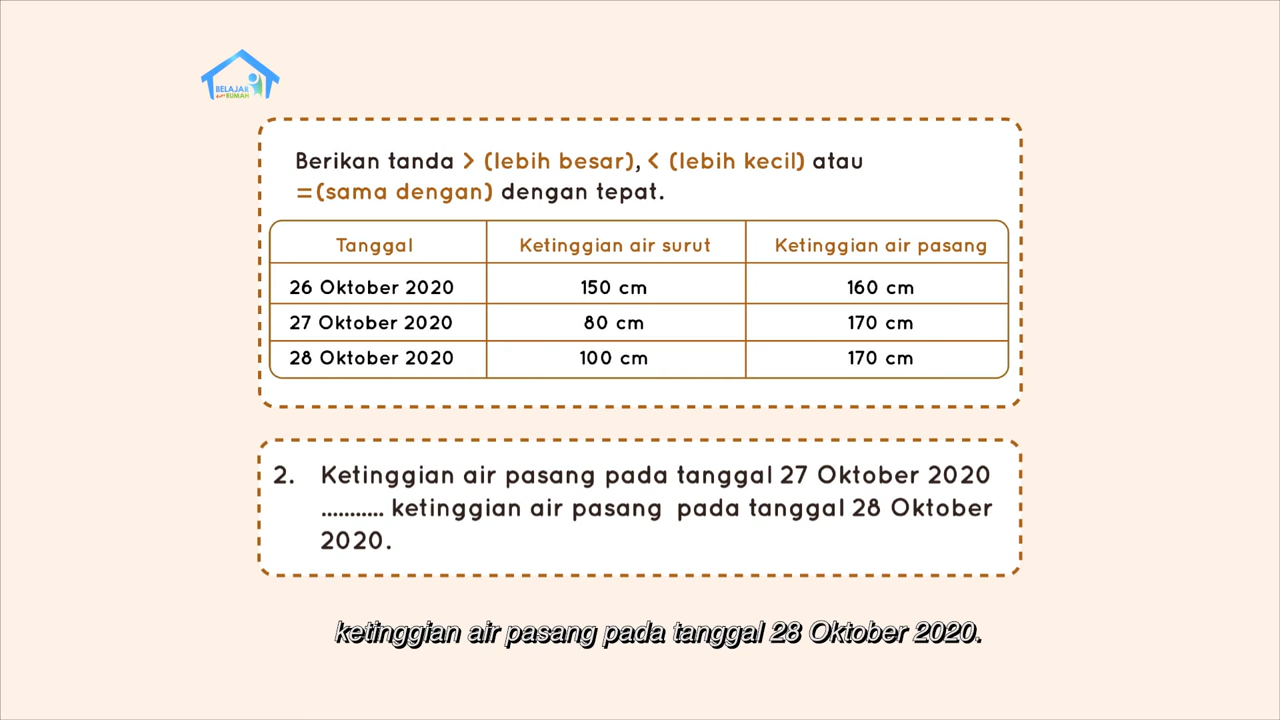 BELAJAR
dari RUMAH
Berikan tanda > (lebih besar), < (lebih kecil) atau
=(sama dengan) dengan tepat.
Tanggal Ketinggian air surut Ketinggian air pasang
26 Oktober 2020 150 cm 160 cm
27 Oktober 2020 80 cm 170 cm
28 Oktober 2020 100 cm 170 cm
2. Ketinggian air pasang pada tanggal 27 Oktober 2020
........... ketinggian air pasang pada tanggal 28 Oktober
2020.
ketinggian air pasang pada tanggal 28 Oktober 2020.